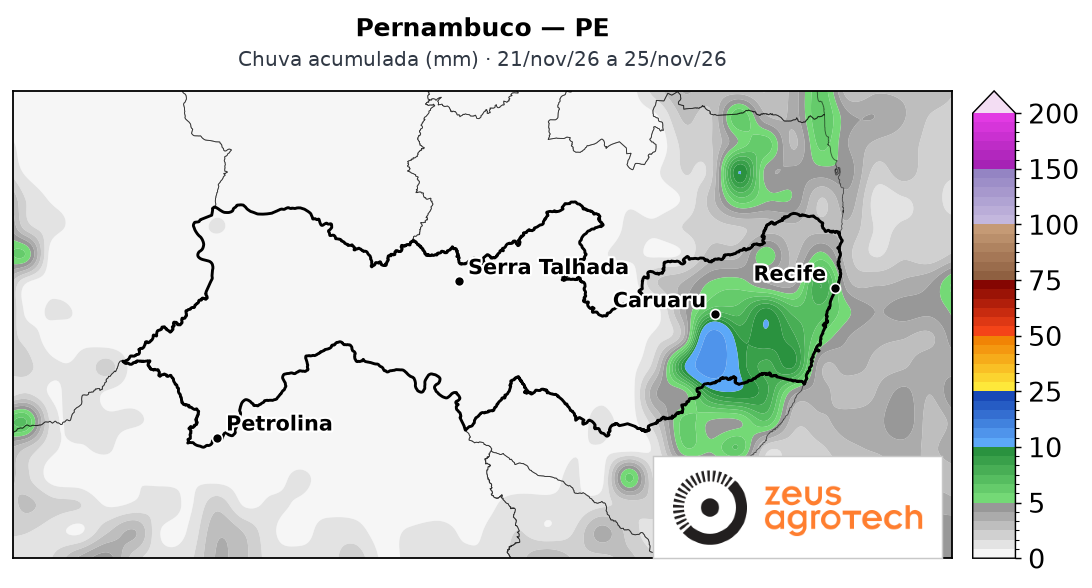 Pernambuco — PE
Chuva acumulada (mm) · 21/nov/26 a 25/nov/26
200
150
100
75
50
25
10
5
0
Serra Talhada
Recife
Caruaru
Petrolina
zeus
agrotech